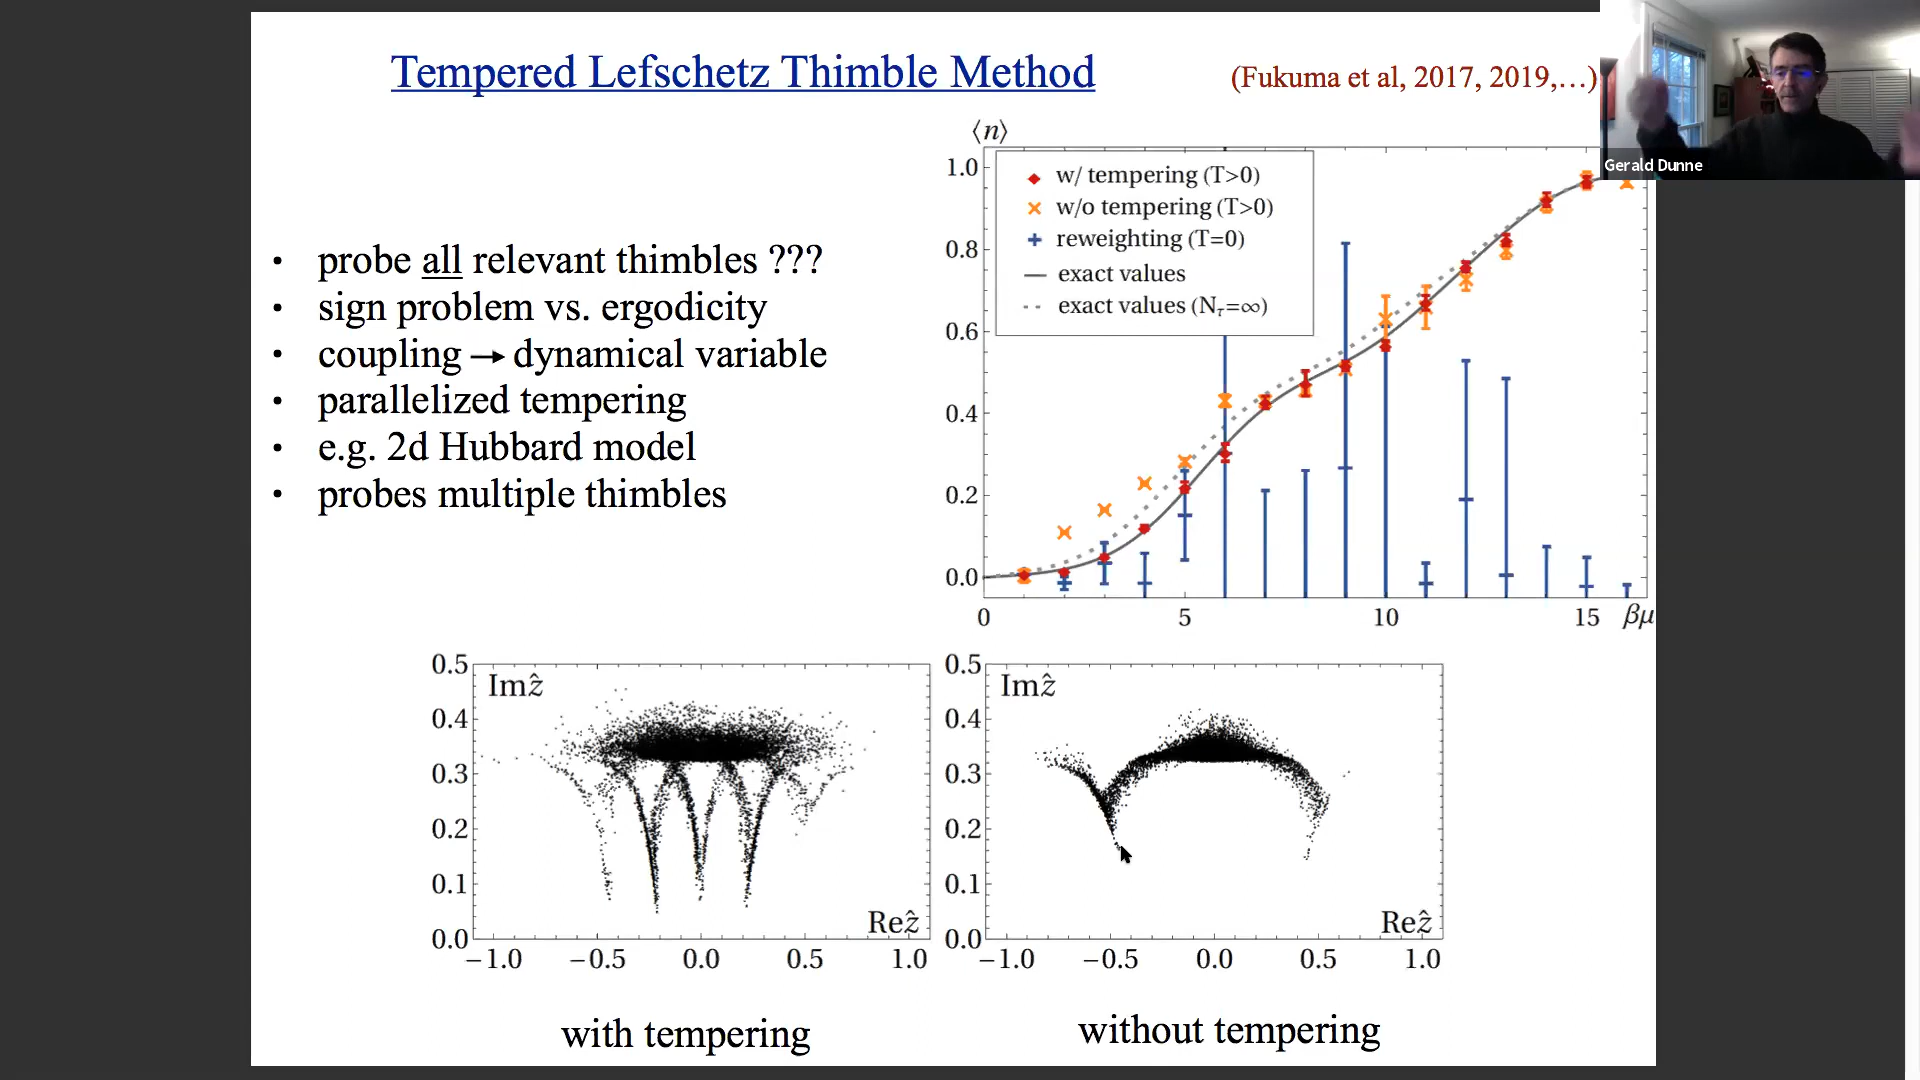 Tempered Lefschetz Thimble Method
(Fukuma et al, 2017, 2019,…)
Gerald Dunne
• probe all relevant thimbles ???
• sign problem vs. ergodicity
• coupling → dynamical variable
• parallelized tempering
• e.g. 2d Hubbard model
• probes multiple thimbles
⟨n⟩
w/ tempering (T>0)
w/o tempering (T>0)
reweighting (T=0)
exact values
exact values (Nτ=∞)
1.0
0.8
0.6
0.4
0.2
0.0
0 5 10 15 βμ
Imẑ
0.5
0.4
0.3
0.2
0.1
0.0
Reẑ
−1.0 −0.5 0.0 0.5 1.0
with tempering
Imẑ
0.5
0.4
0.3
0.2
0.1
0.0
Reẑ
−1.0 −0.5 0.0 0.5 1.0
without tempering